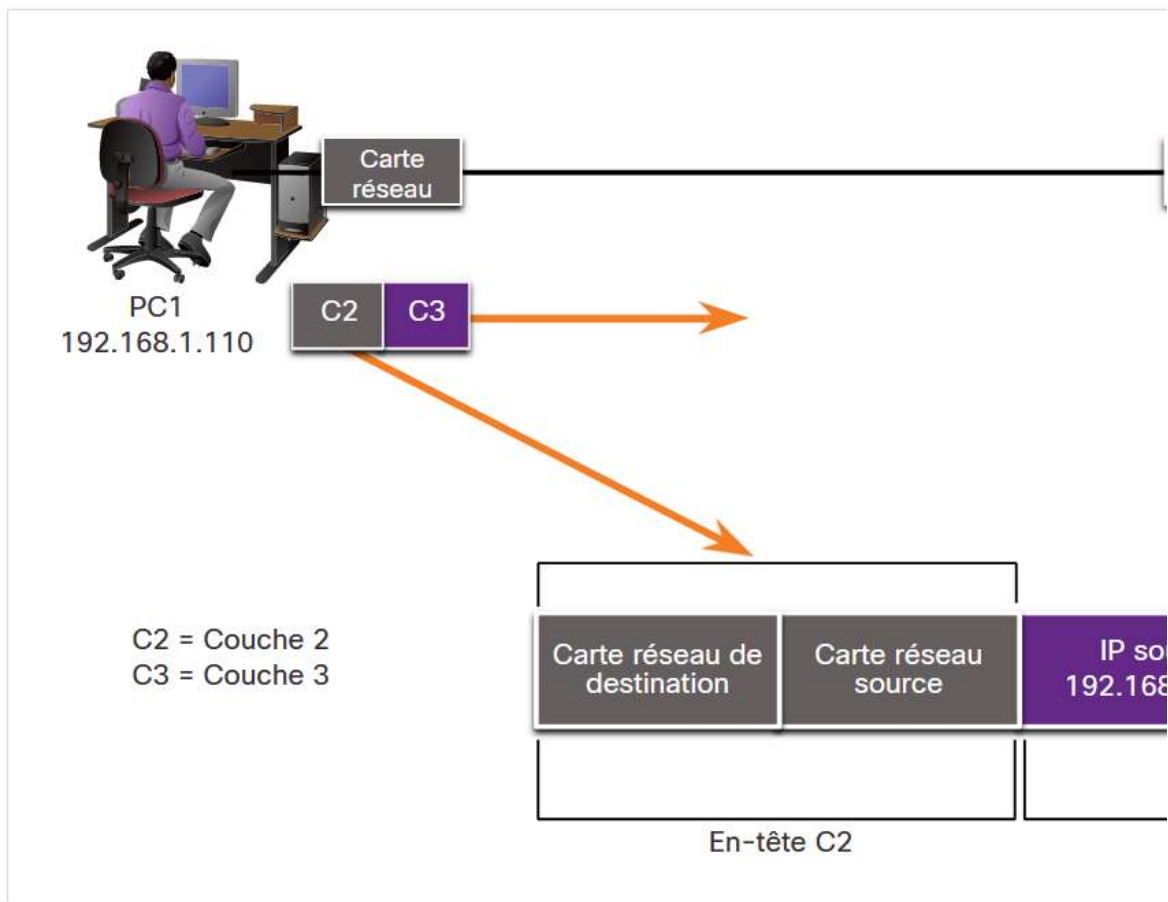 Carte
réseau
PC1
192.168.1.110
C2
C3
C2 = Couche 2
C3 = Couche 3
Carte réseau de
destination
Carte réseau
source
IP
En-tête C2